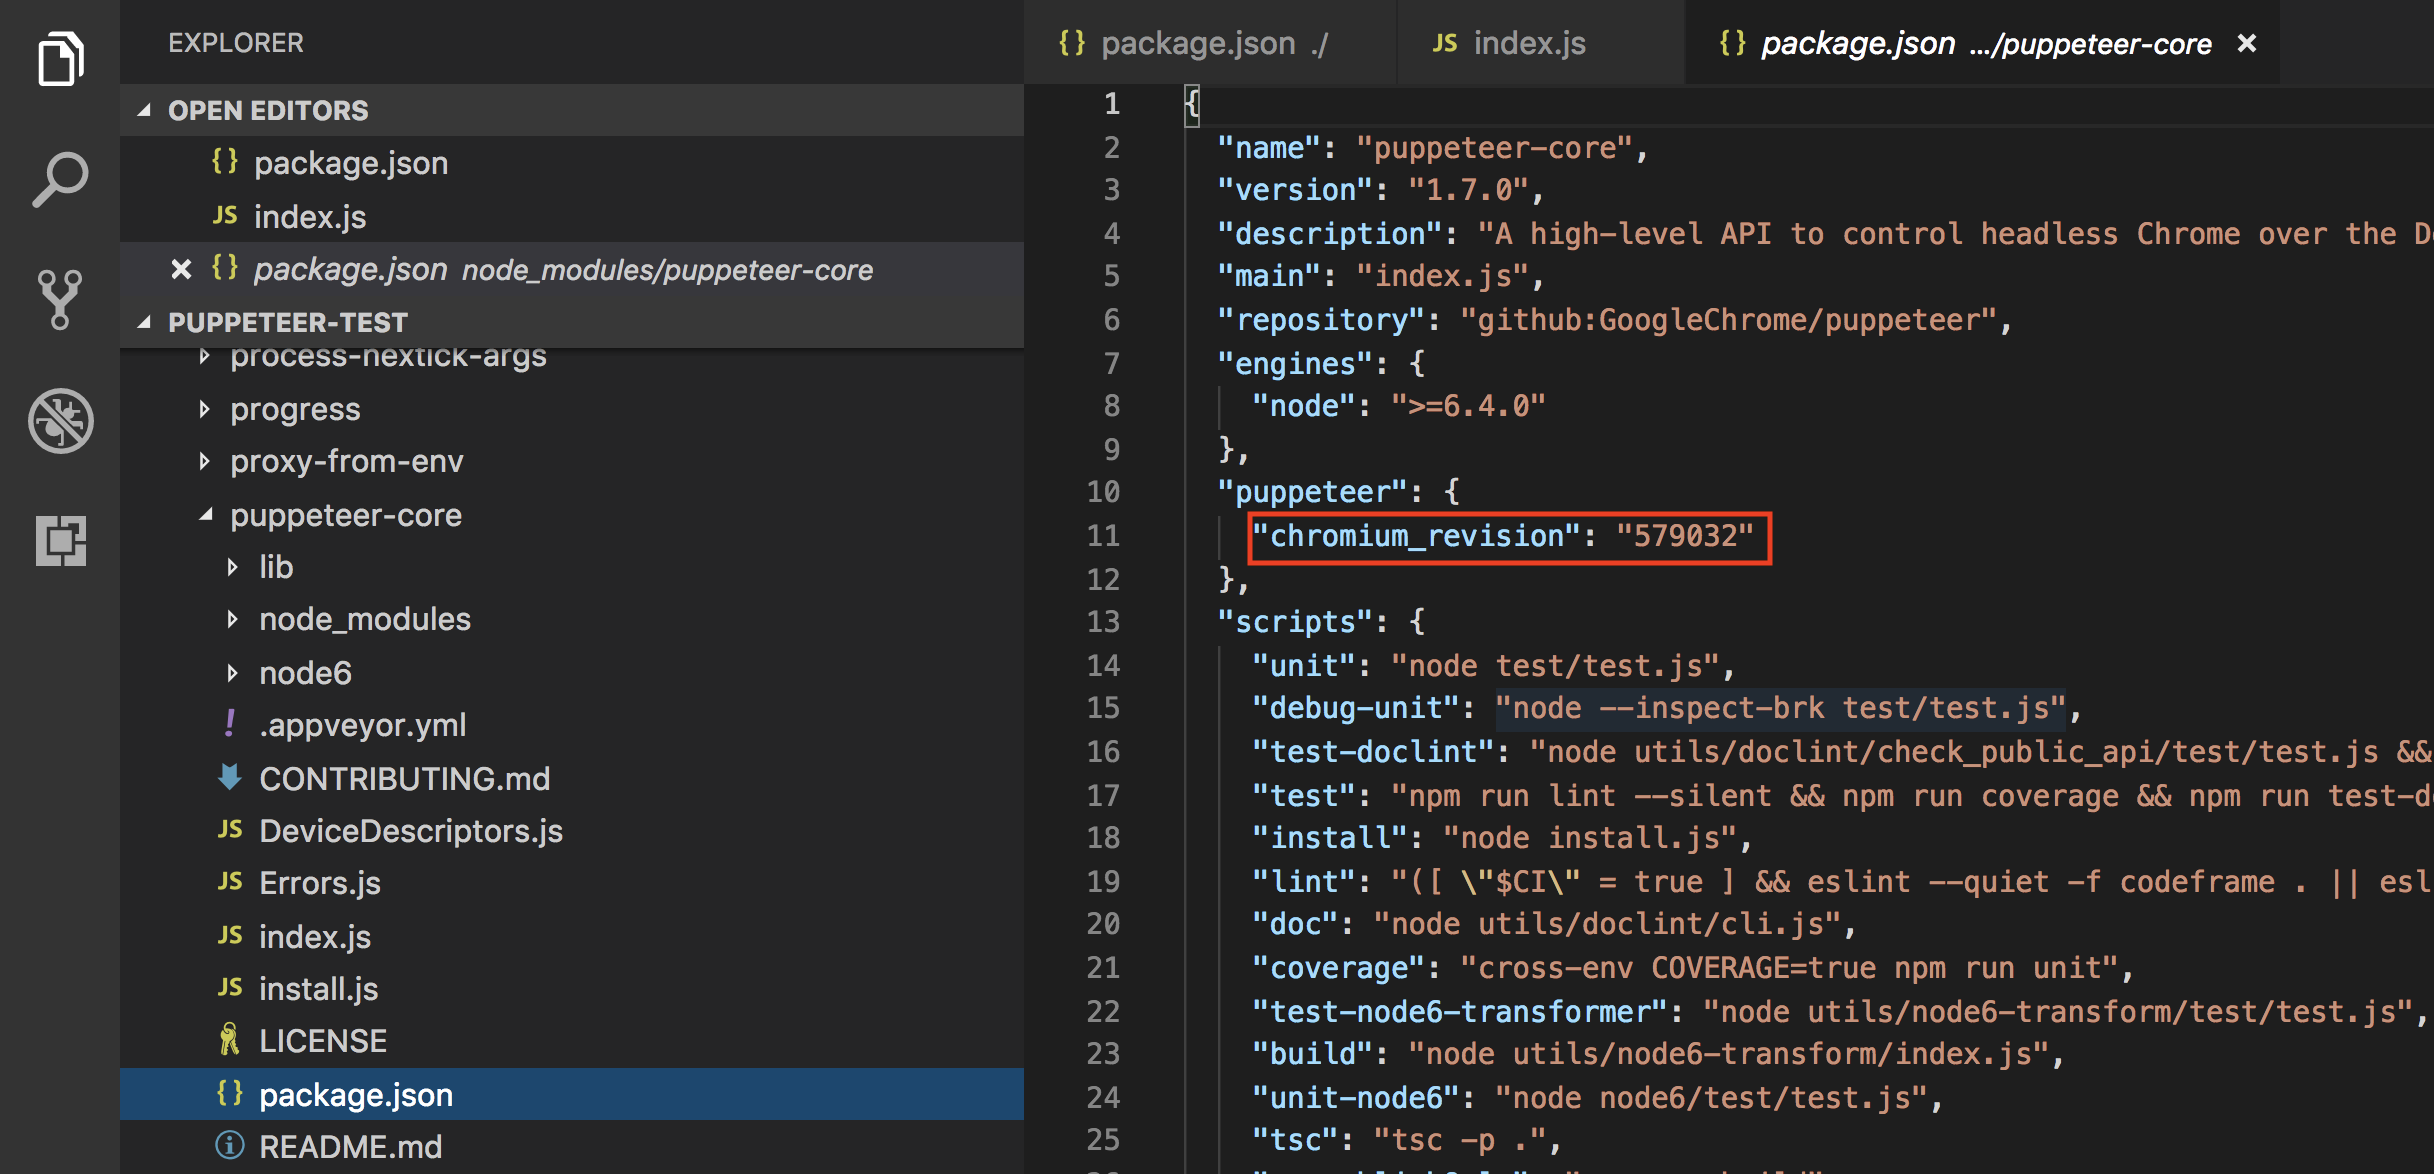 EXPLORER
OPEN EDITORS
{} package.json
JS index.js
{} package.json node_modules/puppeteer-core
PUPPETEER-TEST
process-nextick-args
progress
proxy-from-env
puppeteer-core
lib
node_modules
node6
! .appveyor.yml
CONTRIBUTING.md
JS DeviceDescriptors.js
JS Errors.js
JS index.js
JS install.js
LICENSE
{} package.json
README.md
{} package.json ./
JS index.js
{} package.json .../puppeteer-core
1 {
2 "name": "puppeteer-core",
3 "version": "1.7.0",
4 "description": "A high-level API to control headless Chrome over the D
5 "main": "index.js",
6 "repository": "github:GoogleChrome/puppeteer",
7 "engines": {
8 "node": ">=6.4.0"
9 },
10 "puppeteer": {
11 "chromium_revision": "579032"
12 },
13 "scripts": {
14 "unit": "node test/test.js",
15 "debug-unit": "node --inspect-brk test/test.js",
16 "test-doclint": "node utils/doclint/check_public_api/test/test.js &&
17 "test": "npm run lint --silent && npm run coverage && npm run test-d
18 "install": "node install.js",
19 "lint": "([ \"$CI\" = true ] && eslint --quiet -f codeframe . || esl
20 "doc": "node utils/doclint/cli.js",
21 "coverage": "cross-env COVERAGE=true npm run unit",
22 "test-node6-transformer": "node utils/node6-transform/test/test.js",
23 "build": "node utils/node6-transform/index.js",
24 "unit-node6": "node node6/test/test.js",
25 "tsc": "tsc -p .",